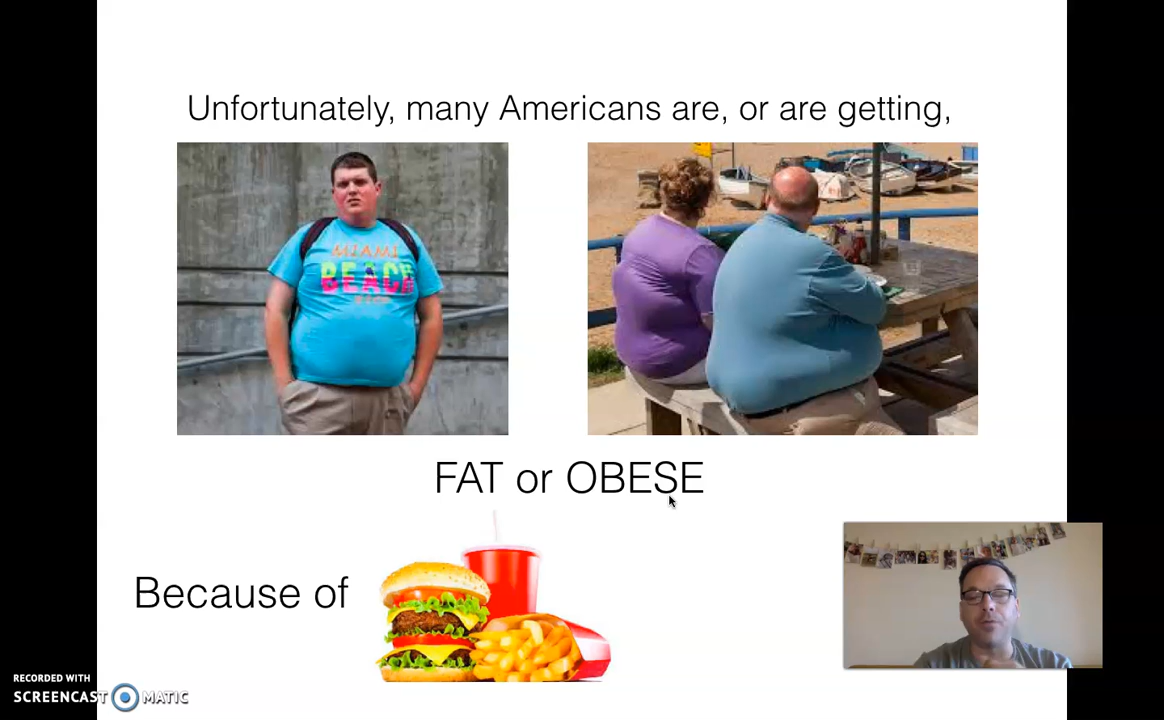 Unfortunately, many Americans are, or are getting,
MIAMI
BEACH
FAT or OBESE
Because of
RECORDED WITH
SCREENCAST MATIC